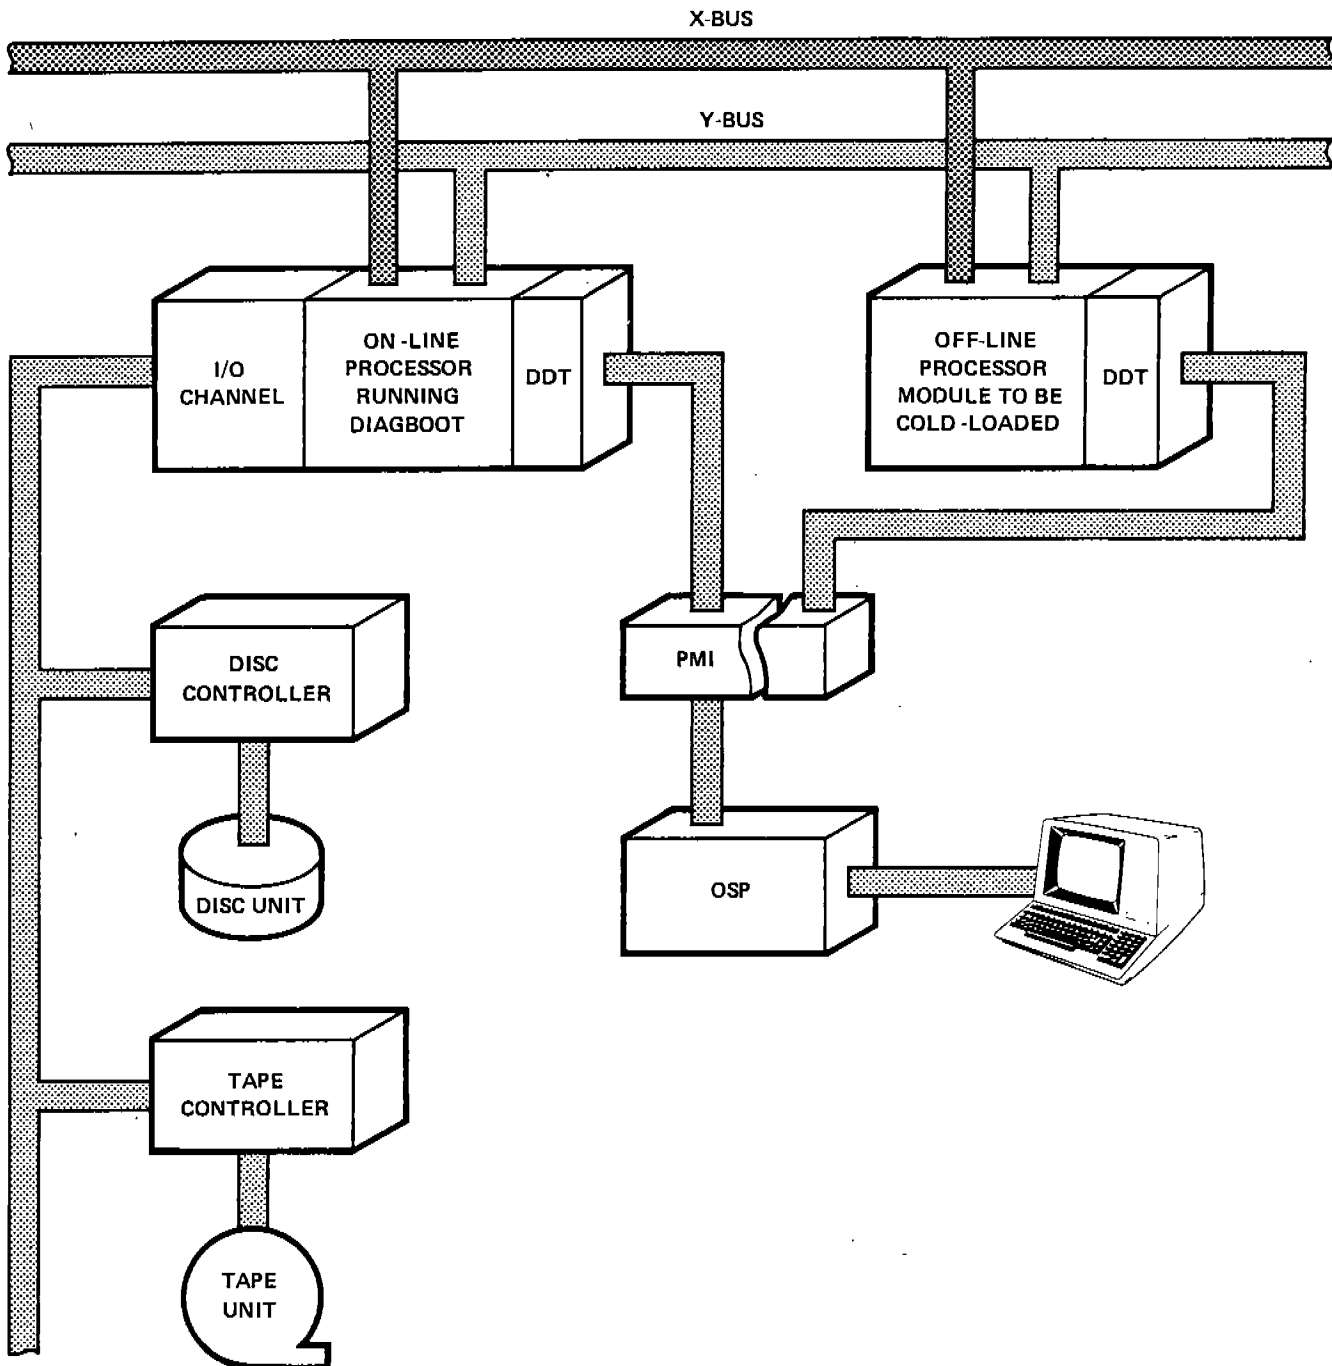 X-BUS
Y-BUS
I/O
CHANNEL
ON-LINE
PROCESSOR
RUNNING
DIAGBOOT
DDT
OFF-LINE
PROCESSOR
MODULE TO BE
COLD-LOADED
DDT
DISC
CONTROLLER
PMI
DISC UNIT
OSP
TAPE
CONTROLLER
TAPE
UNIT